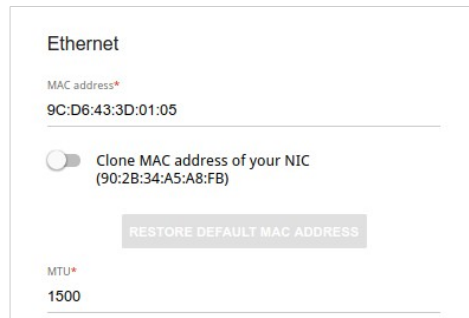 Ethernet
MAC address*
9C:D6:43:3D:01:05
Clone MAC address of your NIC
(90:2B:34:A5:A8:FB)
RESTORE DEFAULT MAC ADDRESS
MTU*
1500